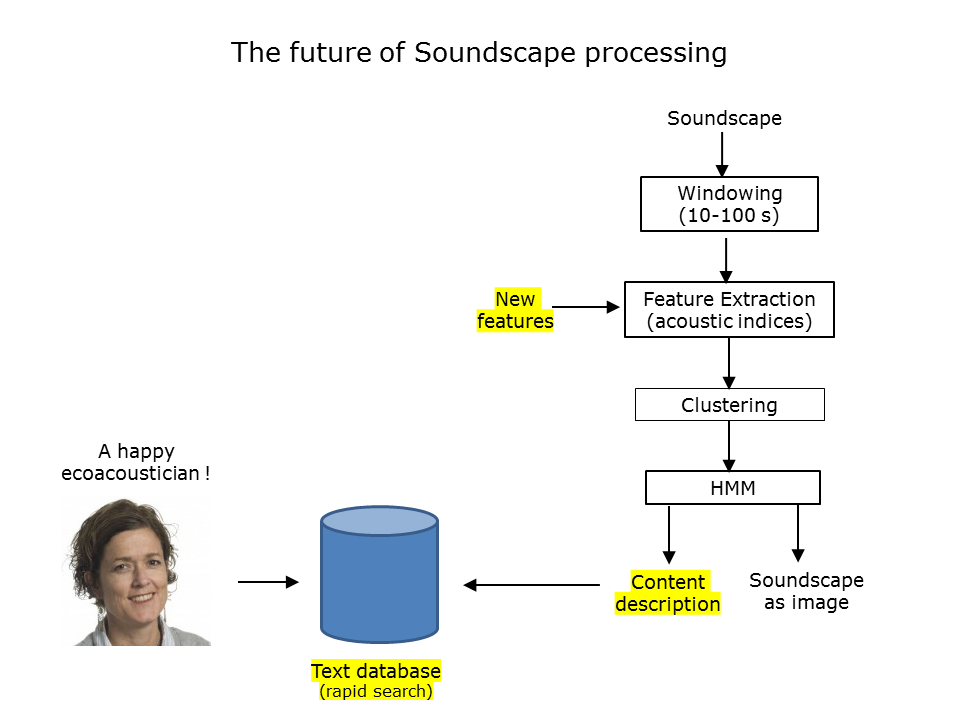 The future of Soundscape processing
Soundscape
Windowing
(10-100 s)
New
features
Feature Extraction
(acoustic indices)
Clustering
A happy
ecoacoustician !
HMM
Content
description
Soundscape
as image
Text database
(rapid search)